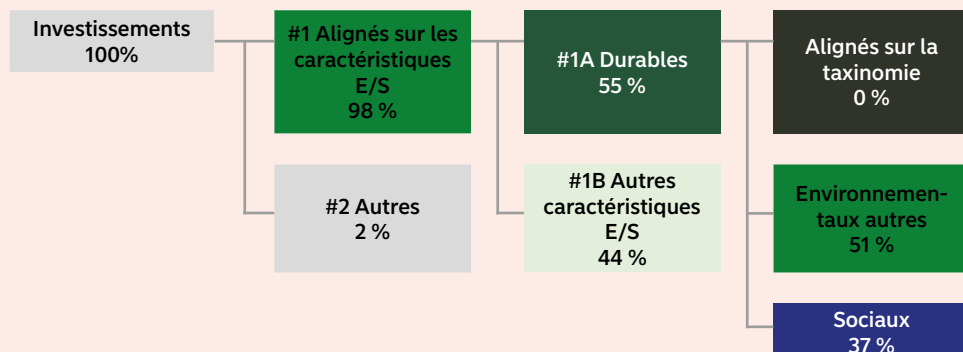 Investissements
100%
#1 Alignés sur les
caractéristiques
E/S
98 %
#1A Durables
55 %
Alignés sur la
taxinomie
0 %
#2 Autres
2 %
#1B Autres
caractéristiques
E/S
44 %
Environnemen-
taux autres
51 %
Sociaux
37 %